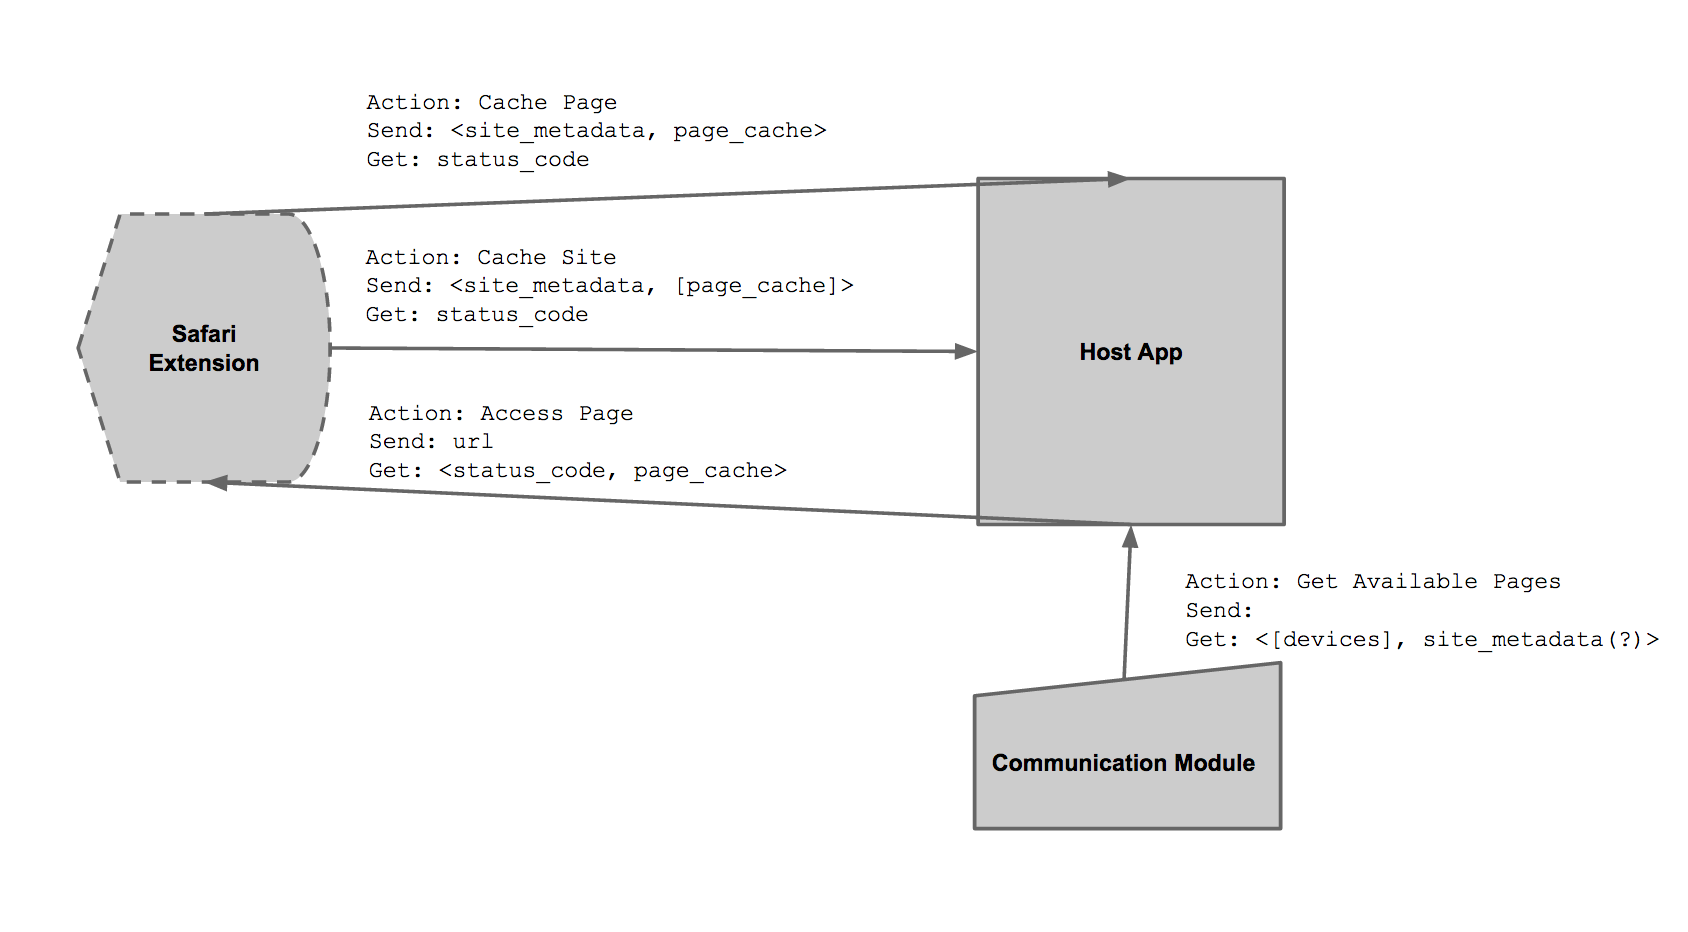 Action: Cache Page
Send: <site_metadata, page_cache>
Get: status_code
Action: Cache Site
Send: <site_metadata, [page_cache]>
Get: status_code
Safari
Extension
Host App
Action: Access Page
Send: url
Get: <status_code, page_cache>
Action: Get Available Pages
Send:
Get: <[devices], site_metadata(?)>
Communication Module